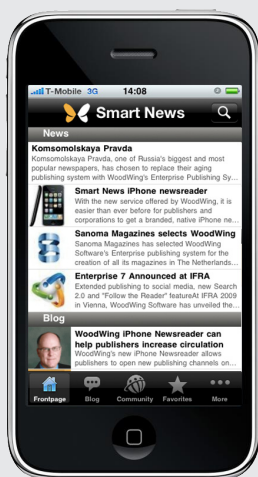 T-Mobile 3G 14:08
Smart News
News
Komsomolskaya Pravda
Komsomolskaya Pravda, one of Russia's biggest and most
popular newspapers, has chosen to replace their aging
publishing system with WoodWing's Enterprise Publishing Sy...
Smart News iPhone newsreader
With the new service offered by WoodWing, it is
easier than ever before for publishers and
corporations to get a branded, native iPhone ne...
Sanoma Magazines selects WoodWing
Sanoma Magazines has selected WoodWing
Software's Enterprise publishing system for the
creation of all its magazines in The Netherlands...
Enterprise 7 Announced at IFRA
Extended publishing to social media, new Search
2.0 and "Follow the Reader" featureAt IFRA 2009
in Vienna, WoodWing Software has unveiled the...
Blog
WoodWing iPhone Newsreader can
help publishers increase circulation
WoodWing's new iPhone Newsreader allows
publishers to open new publishing channels on...
Frontpage Blog Community Favorites More